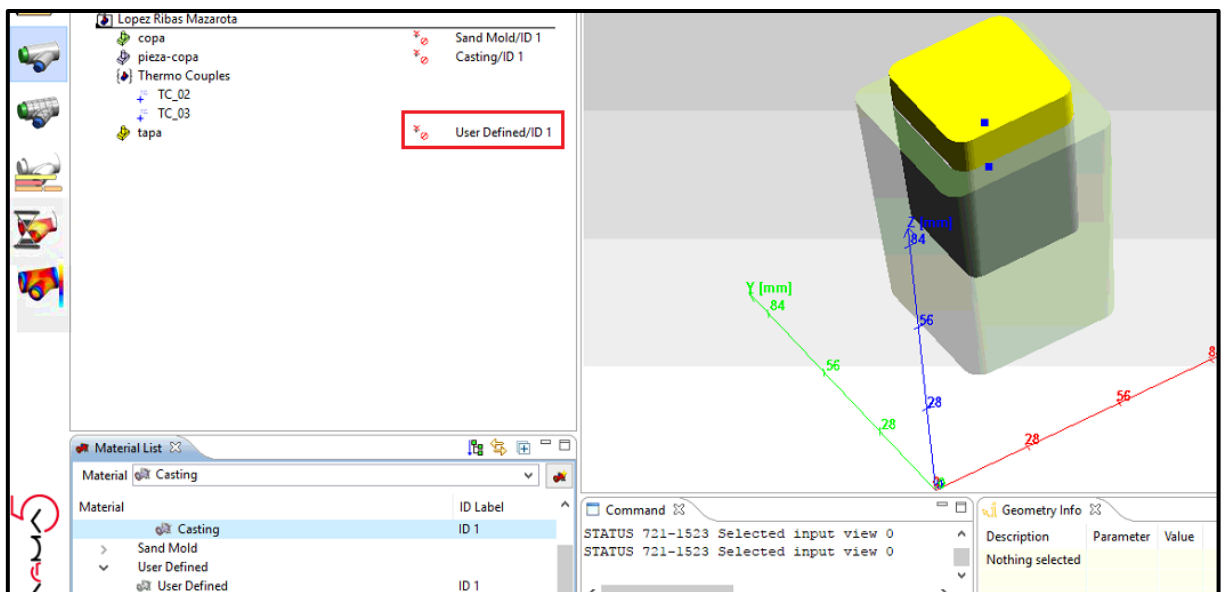 Lopez Ribas Mazarota
copa Sand Mold/ID 1
pieza-copa Casting/ID 1
Thermo Couples
TC_02
TC_03
tapa User Defined/ID 1
Z [mm]
84
Y [mm]
84
56
56
8
56
28
28
28
Material List
Material Casting
Material ID Label
Casting ID 1
Sand Mold
User Defined
User Defined ID 1
Command
STATUS 721-1523 Selected input view 0
STATUS 721-1523 Selected input view 0
Geometry Info
Description Parameter Value
Nothing selected